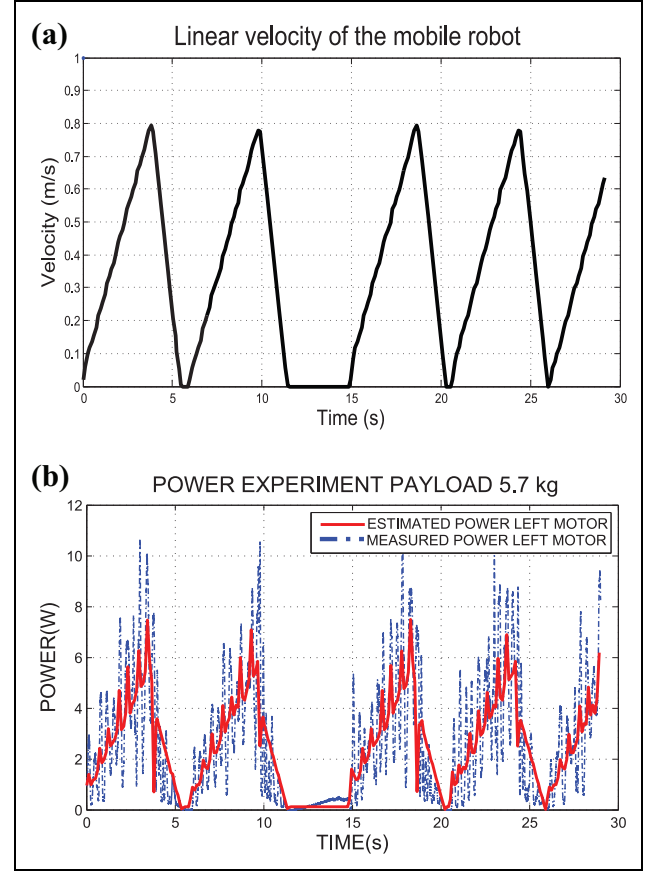 (a)
Linear velocity of the mobile robot
1
0.9
0.8
0.7
0.6
0.5
0.4
0.3
0.2
0.1
0
Velocity (m/s)
0 5 10 15 20 25 30
Time (s)
(b)
POWER EXPERIMENT PAYLOAD 5.7 kg
ESTIMATED POWER LEFT MOTOR
MEASURED POWER LEFT MOTOR
12
10
8
6
4
2
0
POWER(W)
0 5 10 15 20 25 30
TIME(s)